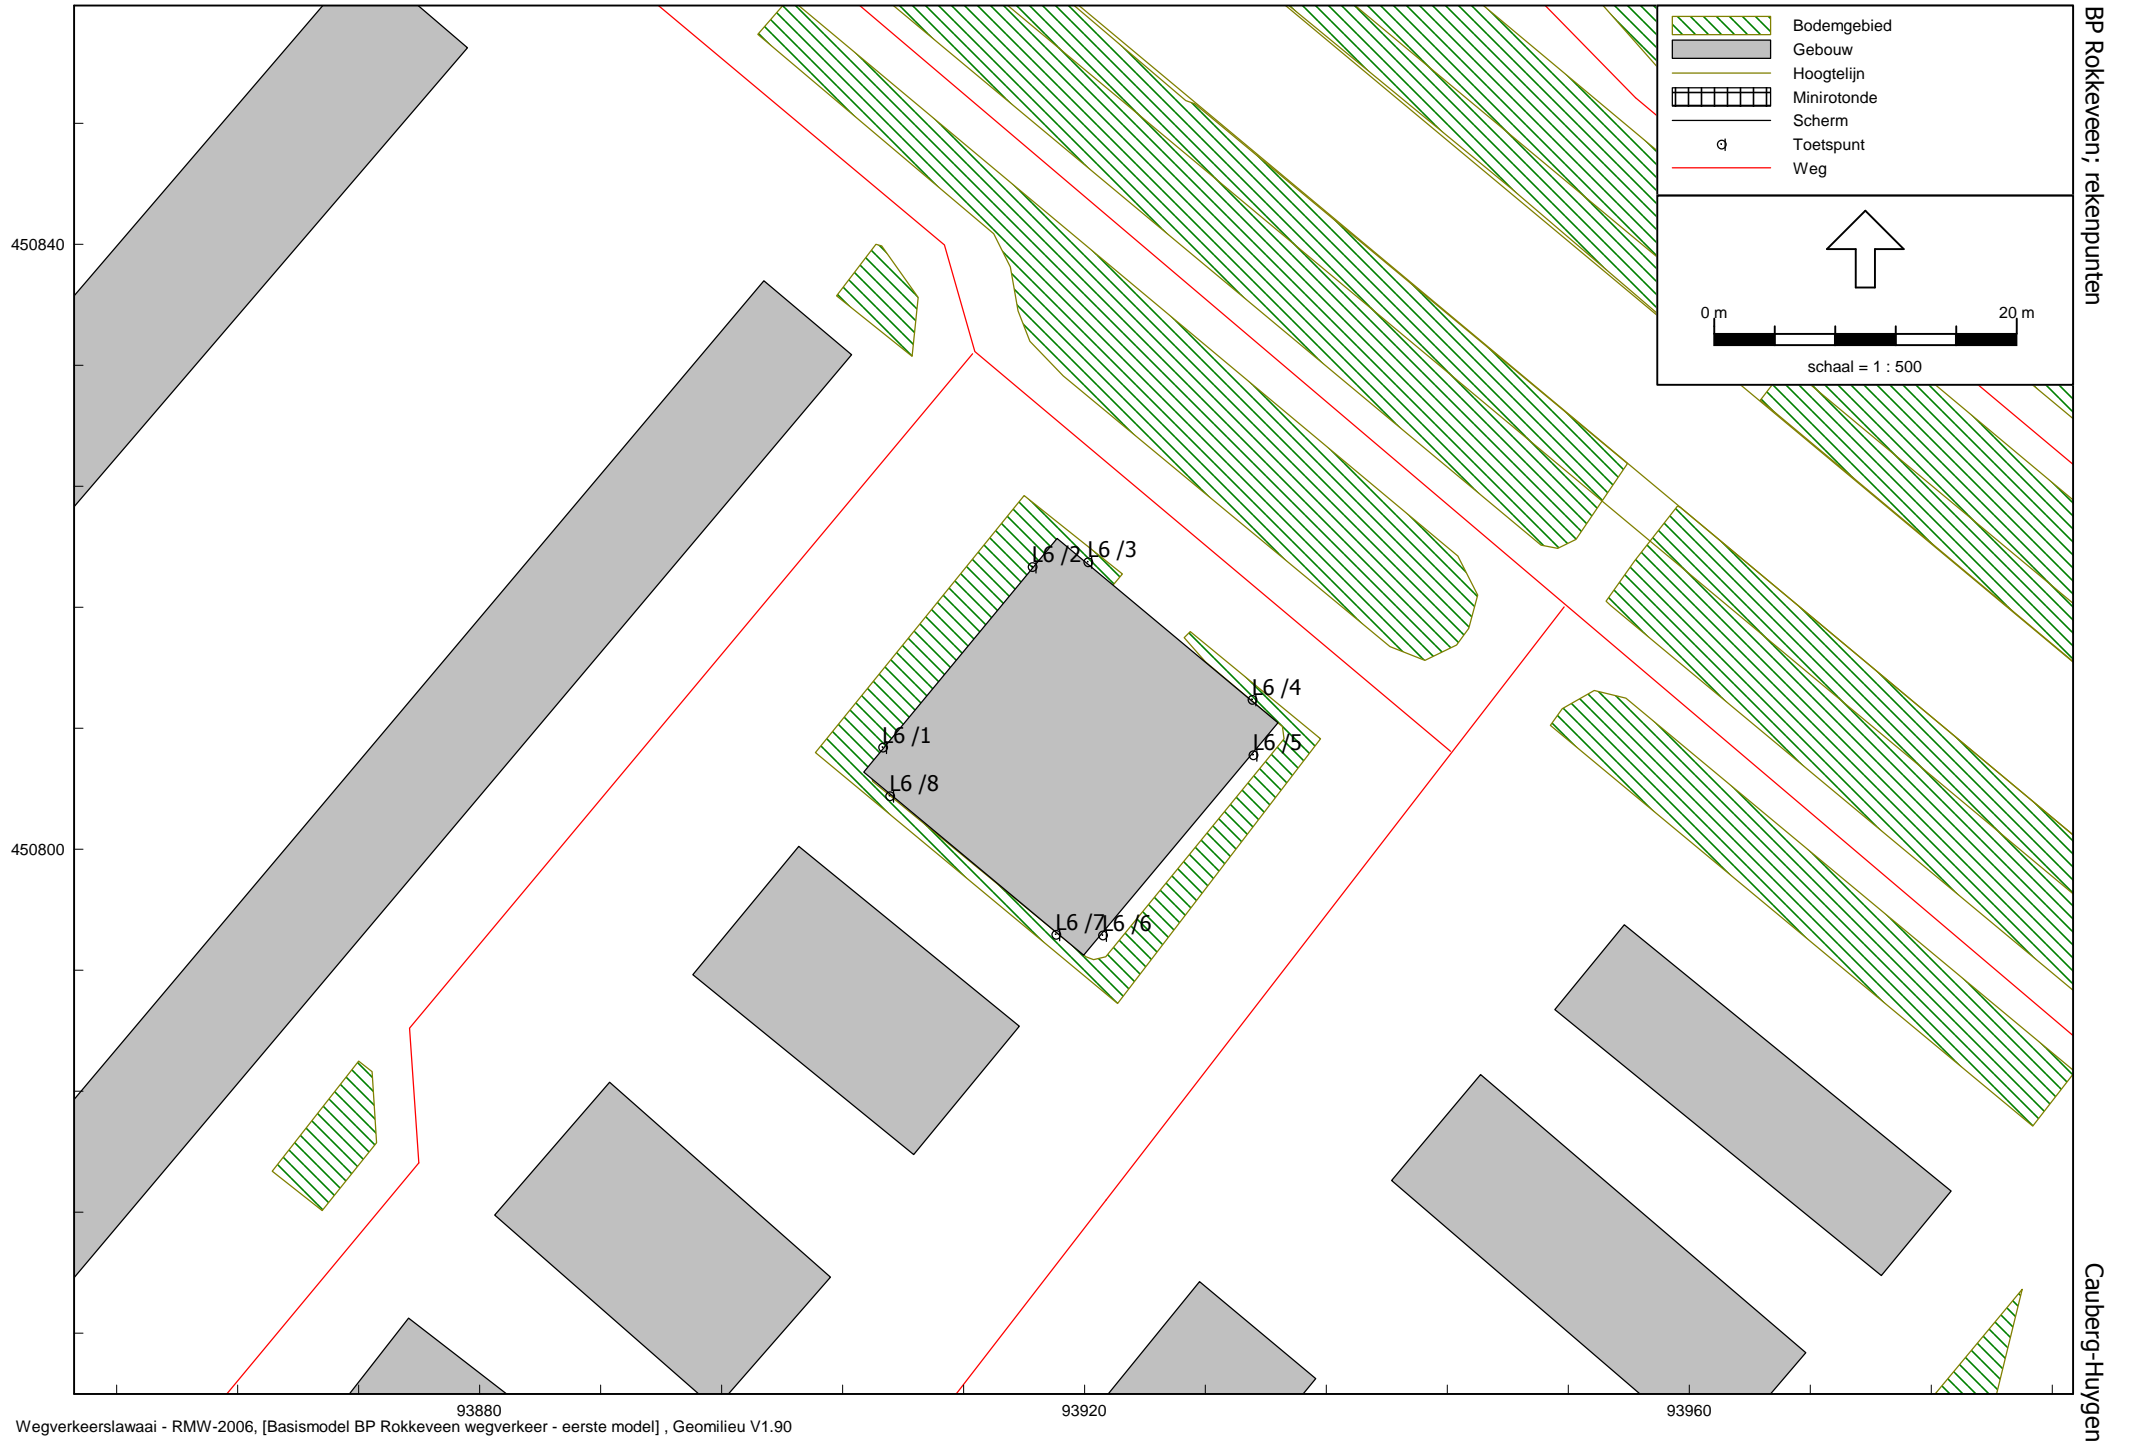 Bodemgebied
Gebouw
Hoogtelijn
Minirotonde
Scherm
Toetspunt
Weg
0 m 20 m
schaal = 1 : 500
BP Rokkeveen; rekenpunten
450840
L6 /2
L6 /3
L6 /4
L6 /1
L6 /5
L6 /8
450800
L6 /7
L6 /6
Cauberg-Huygen
93880 93920 93960
Wegverkeerslawaai - RMW-2006, [Basismodel BP Rokkeveen wegverkeer - eerste model] , Geomilieu V1.90